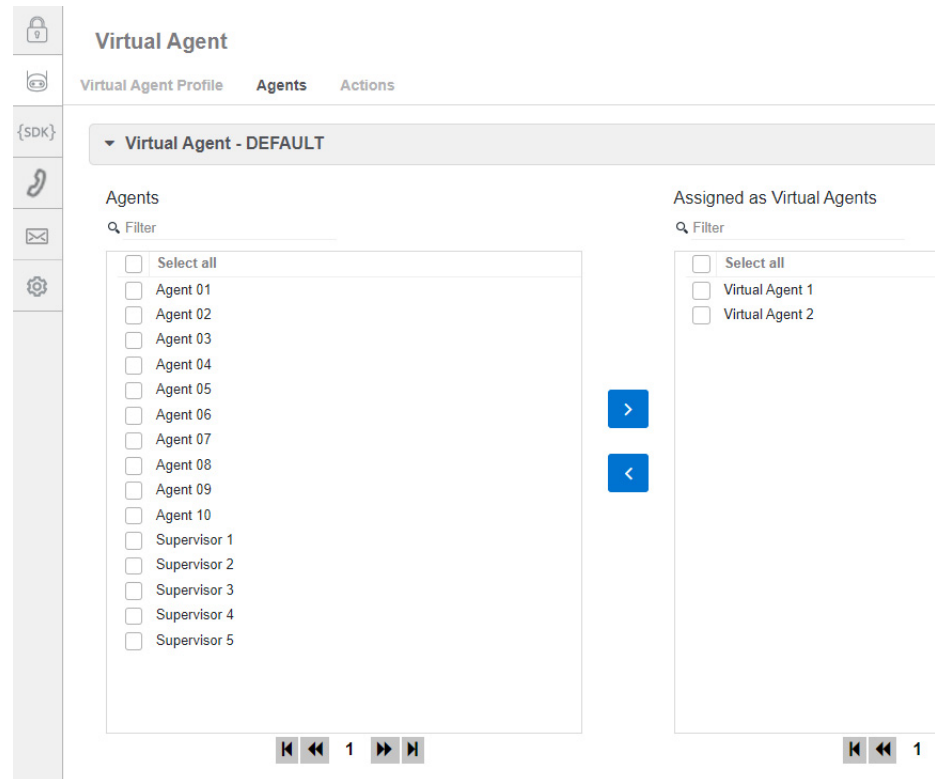 Virtual Agent
Virtual Agent Profile Agents Actions
{SDK}
Virtual Agent - DEFAULT
Agents
Filter
Select all
Agent 01
Agent 02
Agent 03
Agent 04
Agent 05
Agent 06
Agent 07
Agent 08
Agent 09
Agent 10
Supervisor 1
Supervisor 2
Supervisor 3
Supervisor 4
Supervisor 5
1
Assigned as Virtual Agents
Filter
Select all
Virtual Agent 1
Virtual Agent 2
1